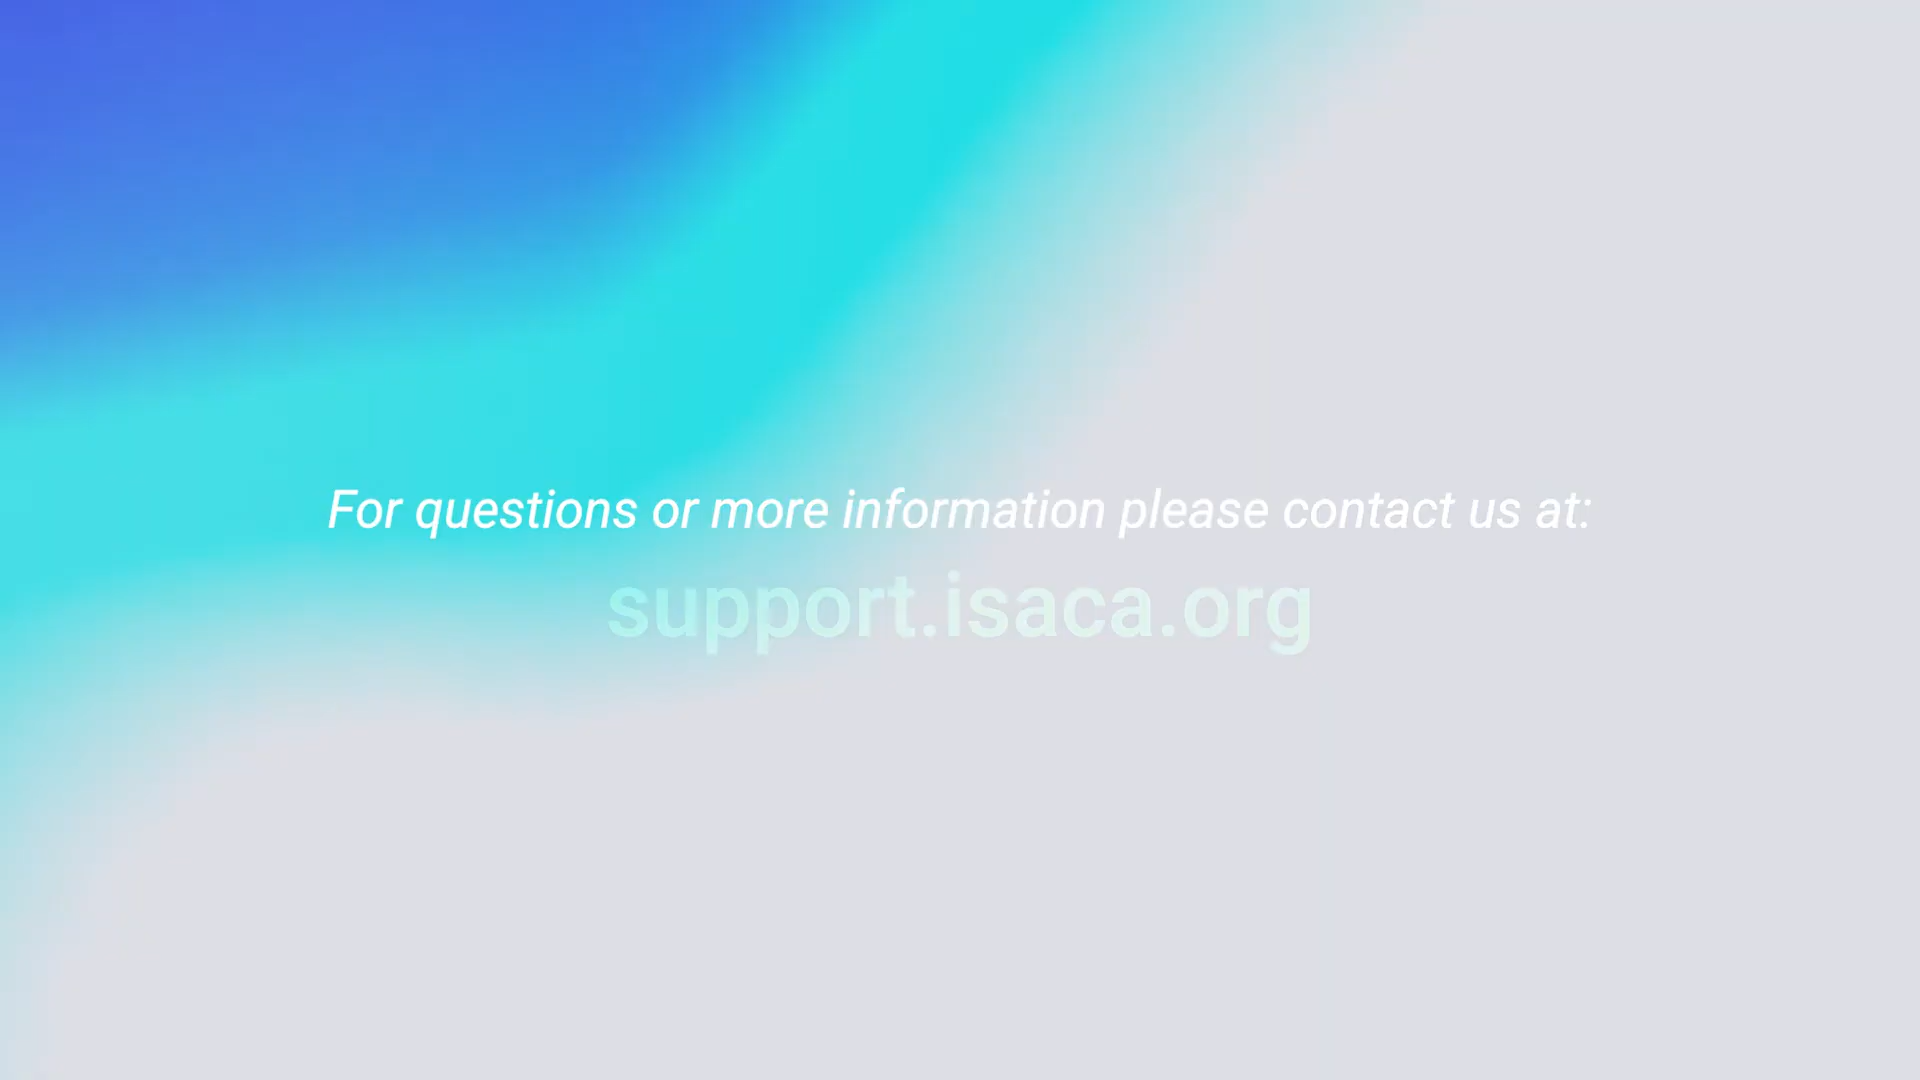 For questions or more information please contact us at:
support.isaca.org